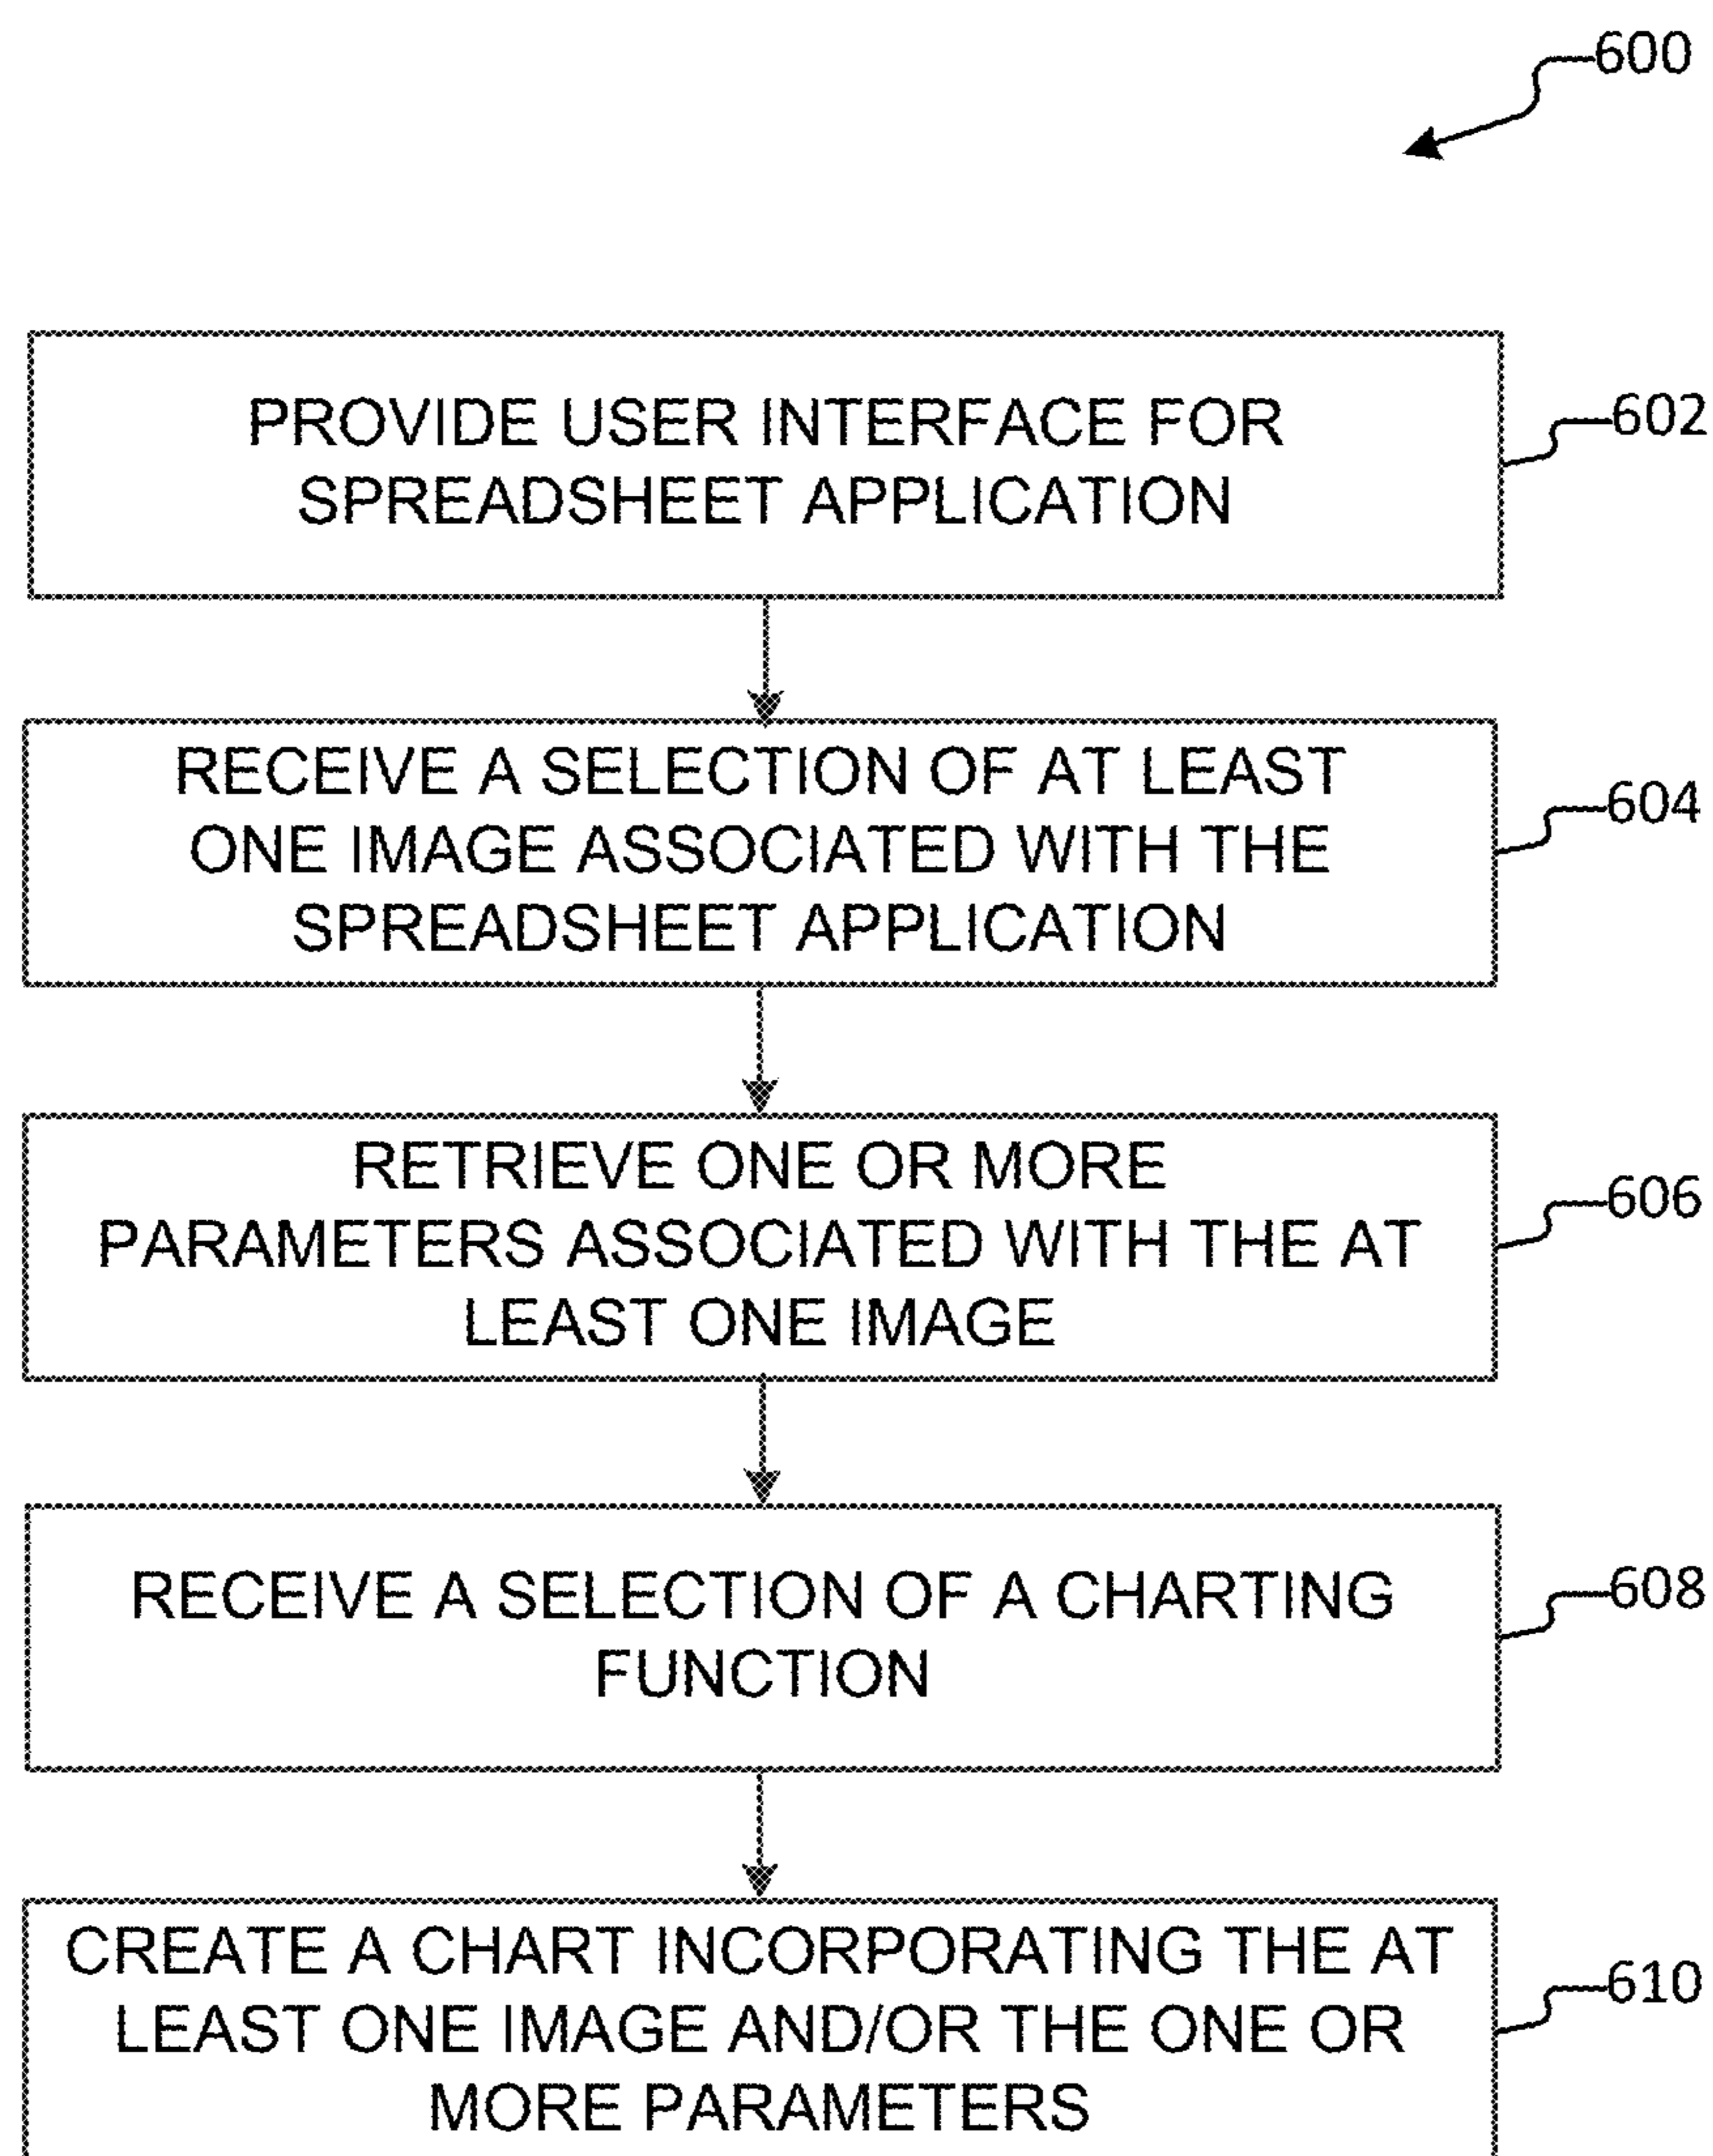 600
PROVIDE USER INTERFACE FOR
SPREADSHEET APPLICATION
602
RECEIVE A SELECTION OF AT LEAST
ONE IMAGE ASSOCIATED WITH THE
SPREADSHEET APPLICATION
604
RETRIEVE ONE OR MORE
PARAMETERS ASSOCIATED WITH THE AT
LEAST ONE IMAGE
606
RECEIVE A SELECTION OF A CHARTING
FUNCTION
608
CREATE A CHART INCORPORATING THE AT
LEAST ONE IMAGE AND/OR THE ONE OR
MORE PARAMETERS
610